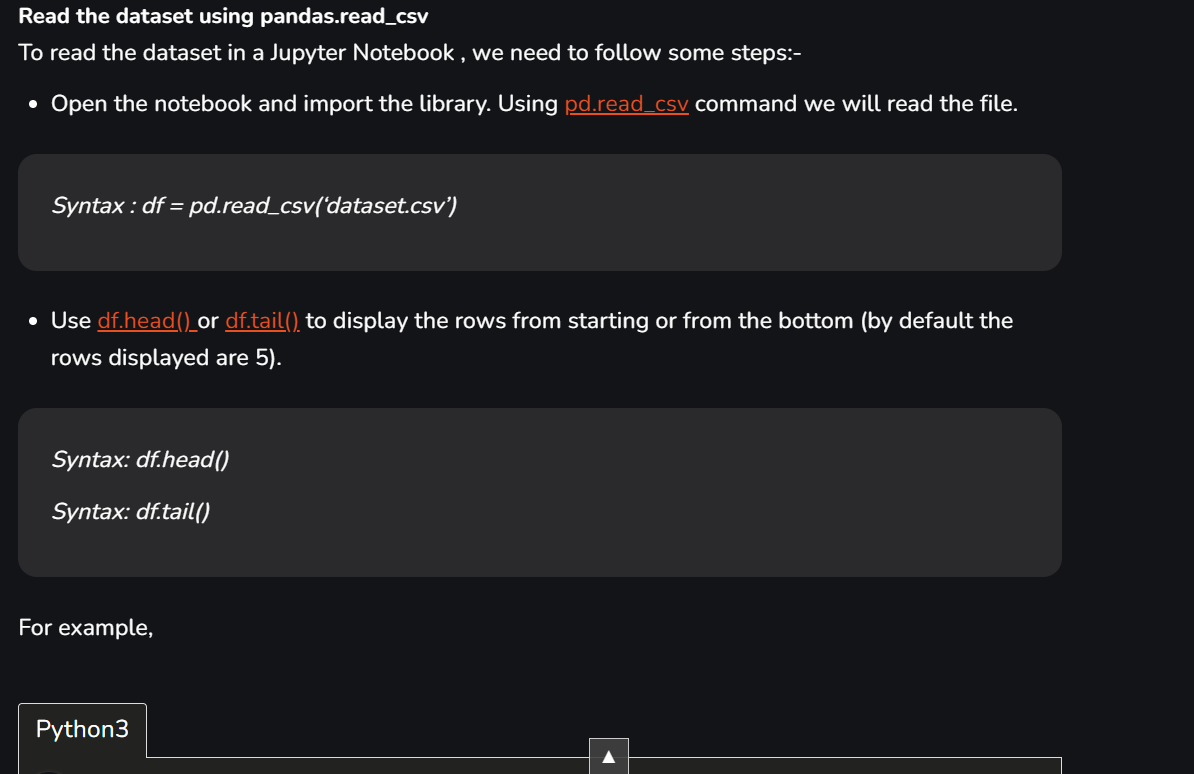 Read the dataset using pandas.read_csv
To read the dataset in a Jupyter Notebook , we need to follow some steps:-
• Open the notebook and import the library. Using pd.read_csv command we will read the file.
Syntax : df = pd.read_csv(‘dataset.csv’)
• Use df.head() or df.tail() to display the rows from starting or from the bottom (by default the
rows displayed are 5).
Syntax: df.head()
Syntax: df.tail()
For example,
Python3